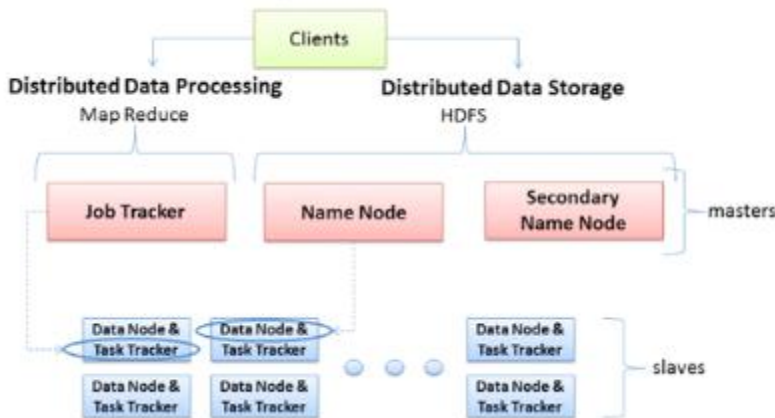 Clients
Distributed Data Processing
Map Reduce
Distributed Data Storage
HDFS
Job Tracker
Name Node
Secondary
Name Node
masters
Data Node &
Task Tracker
Data Node &
Task Tracker
Data Node &
Task Tracker
slaves
Data Node &
Task Tracker
Data Node &
Task Tracker
Data Node &
Task Tracker